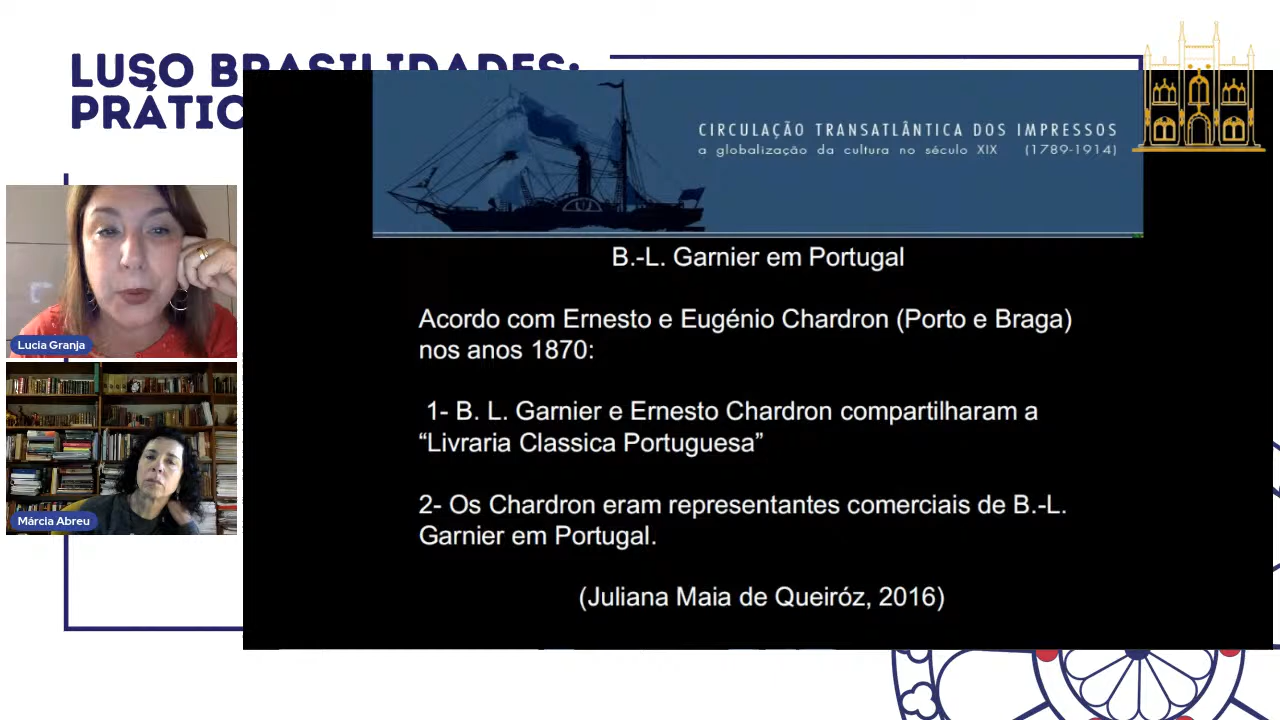 LUSO BRASILIDADES:
PRÁTIC
CIRCULAÇÃO TRANSATLÂNTICA DOS IMPRESSOS
a globalização da cultura no século XIX (1789-1914)
B.-L. Garnier em Portugal
Acordo com Ernesto e Eugénio Chardron (Porto e Braga)
nos anos 1870:
1- B. L. Garnier e Ernesto Chardron compartilharam a
“Livraria Classica Portuguesa”
2- Os Chardron eram representantes comerciais de B.-L.
Garnier em Portugal.
(Juliana Maia de Queiróz, 2016)
Lucia Granja
Márcia Abreu